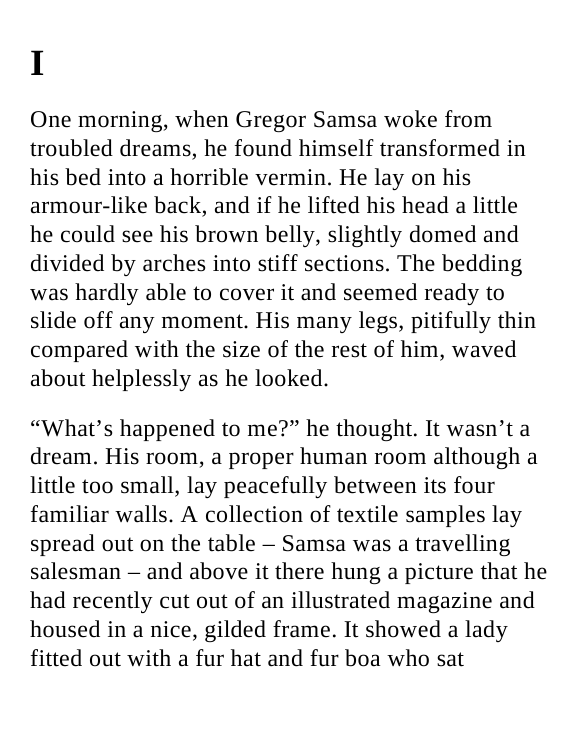 I
One morning, when Gregor Samsa woke from
troubled dreams, he found himself transformed in
his bed into a horrible vermin. He lay on his
armour-like back, and if he lifted his head a little
he could see his brown belly, slightly domed and
divided by arches into stiff sections. The bedding
was hardly able to cover it and seemed ready to
slide off any moment. His many legs, pitifully thin
compared with the size of the rest of him, waved
about helplessly as he looked.
“What’s happened to me?” he thought. It wasn’t a
dream. His room, a proper human room although a
little too small, lay peacefully between its four
familiar walls. A collection of textile samples lay
spread out on the table – Samsa was a travelling
salesman – and above it there hung a picture that he
had recently cut out of an illustrated magazine and
housed in a nice, gilded frame. It showed a lady
fitted out with a fur hat and fur boa who sat